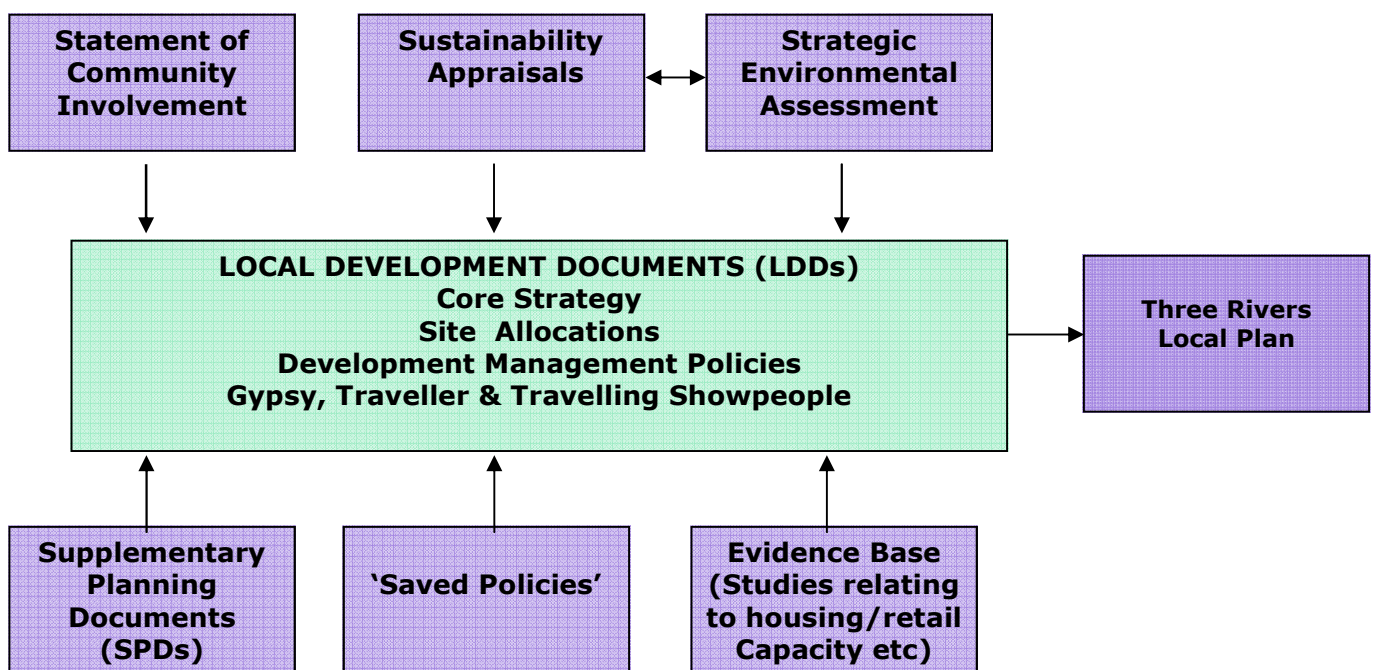 Statement of
Community
Involvement
Sustainability
Appraisals
Strategic
Environmental
Assessment
LOCAL DEVELOPMENT DOCUMENTS (LDDs)
Core Strategy
Site Allocations
Development Management Policies
Gypsy, Traveller & Travelling Showpeople
Three Rivers
Local Plan
Supplementary
Planning
Documents
(SPDs)
‘Saved Policies’
Evidence Base
(Studies relating
to housing/retail
Capacity etc)